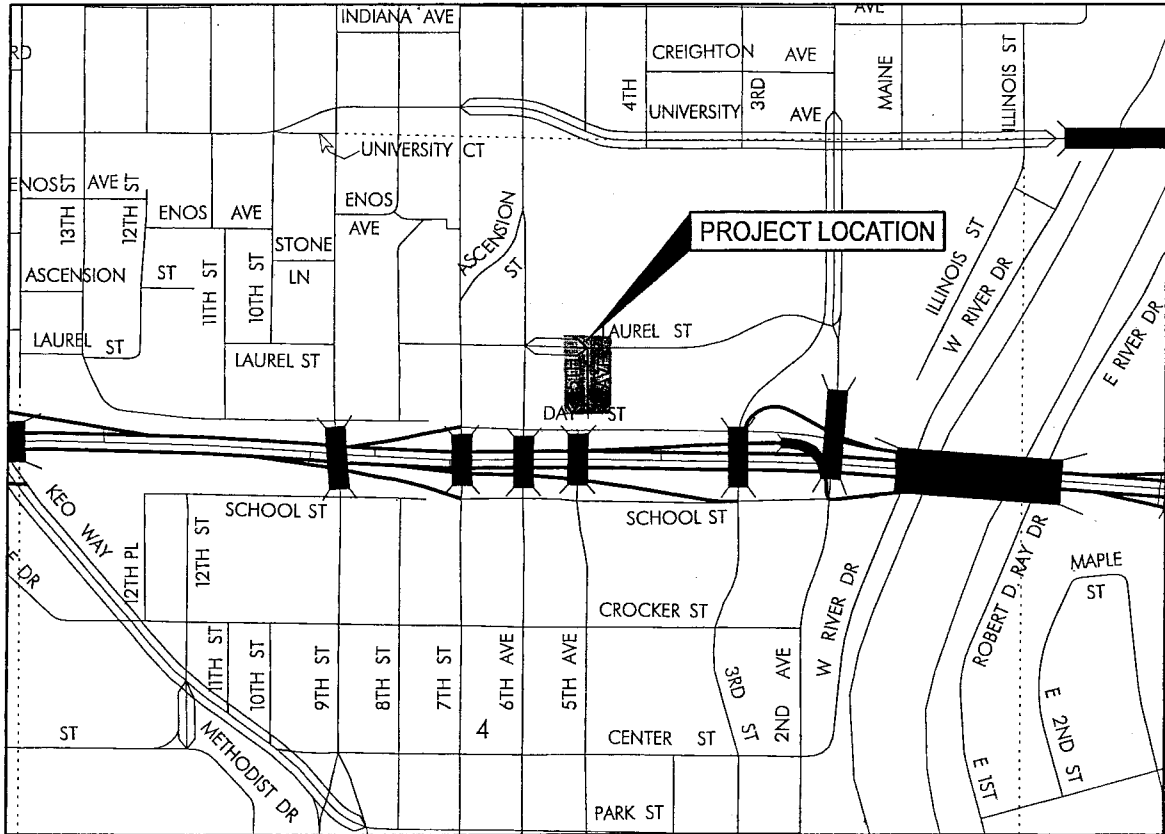 INDIANA AVE
AVE
RD
CREIGHTON AVE
4TH
3RD
MAINE
ILLINOIS ST
UNIVERSITY AVE
UNIVERSITY CT
ENOS AVE
13TH ST
12TH ST
ENOS AVE
ENOS AVE
STONE LN
ASCENSION ST
ASCENSION ST
11TH ST
10TH ST
PROJECT LOCATION
ILLINOIS ST
W RIVER DR
E RIVER DR
LAUREL ST
LAUREL ST
AUREL ST
DAY ST
KEO WAY
SCHOOL ST
SCHOOL ST
12TH PL
12TH ST
E DR
CROCKER ST
W RIVER DR
ROBERT D. RAY DR
MAPLE ST
11TH ST
10TH ST
9TH ST
8TH ST
7TH ST
6TH AVE
5TH AVE
3RD ST
2ND AVE
4
ST
METHODIST DR
CENTER ST
E 1ST
E 2ND ST
PARK ST